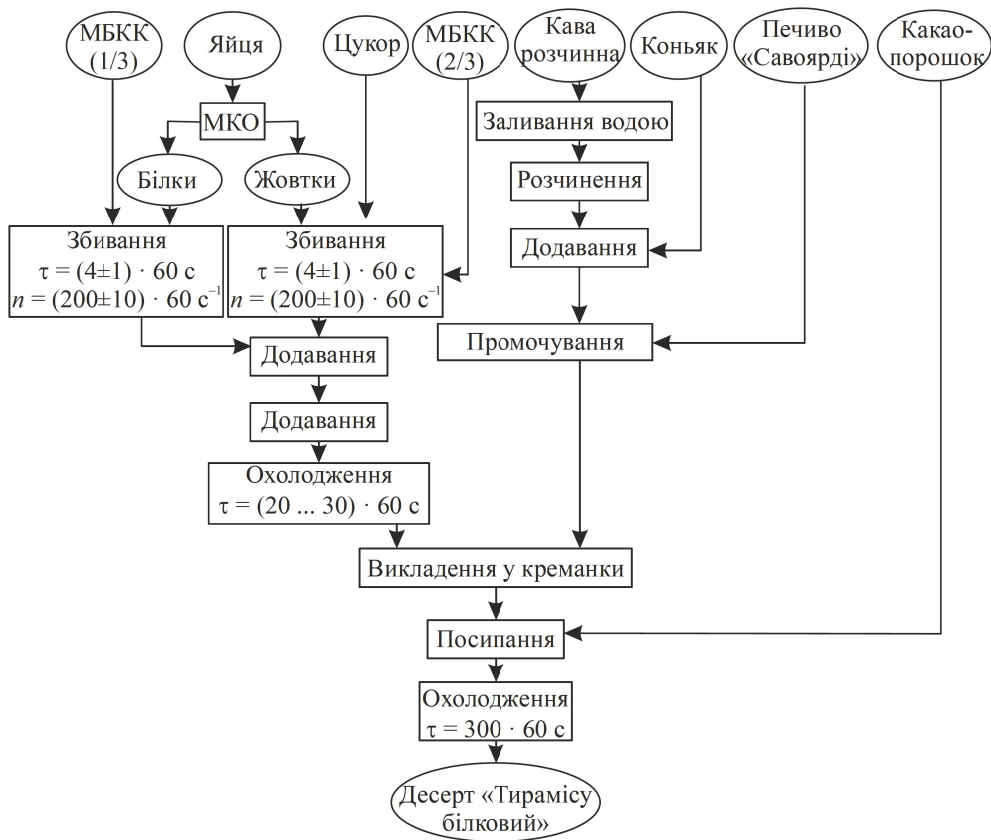 МБКК
(1/3)
Яйця
Цукор
МБКК
(2/3)
Кава
розчинна
Коньяк
Печиво
«Савоярді»
Какао-
порошок
МКО
Заливання водою
Білки
Жовтки
Розчинення
Збивання
τ = (4±1) · 60 с
n = (200±10) · 60 с⁻¹
Збивання
τ = (4±1) · 60 с
n = (200±10) · 60 с⁻¹
Додавання
Промочування
Додавання
Додавання
Охолодження
τ = (20 ... 30) · 60 с
Викладення у креманки
Посипання
Охолодження
τ = 300 · 60 с
Десерт «Тирамісу
білковий»